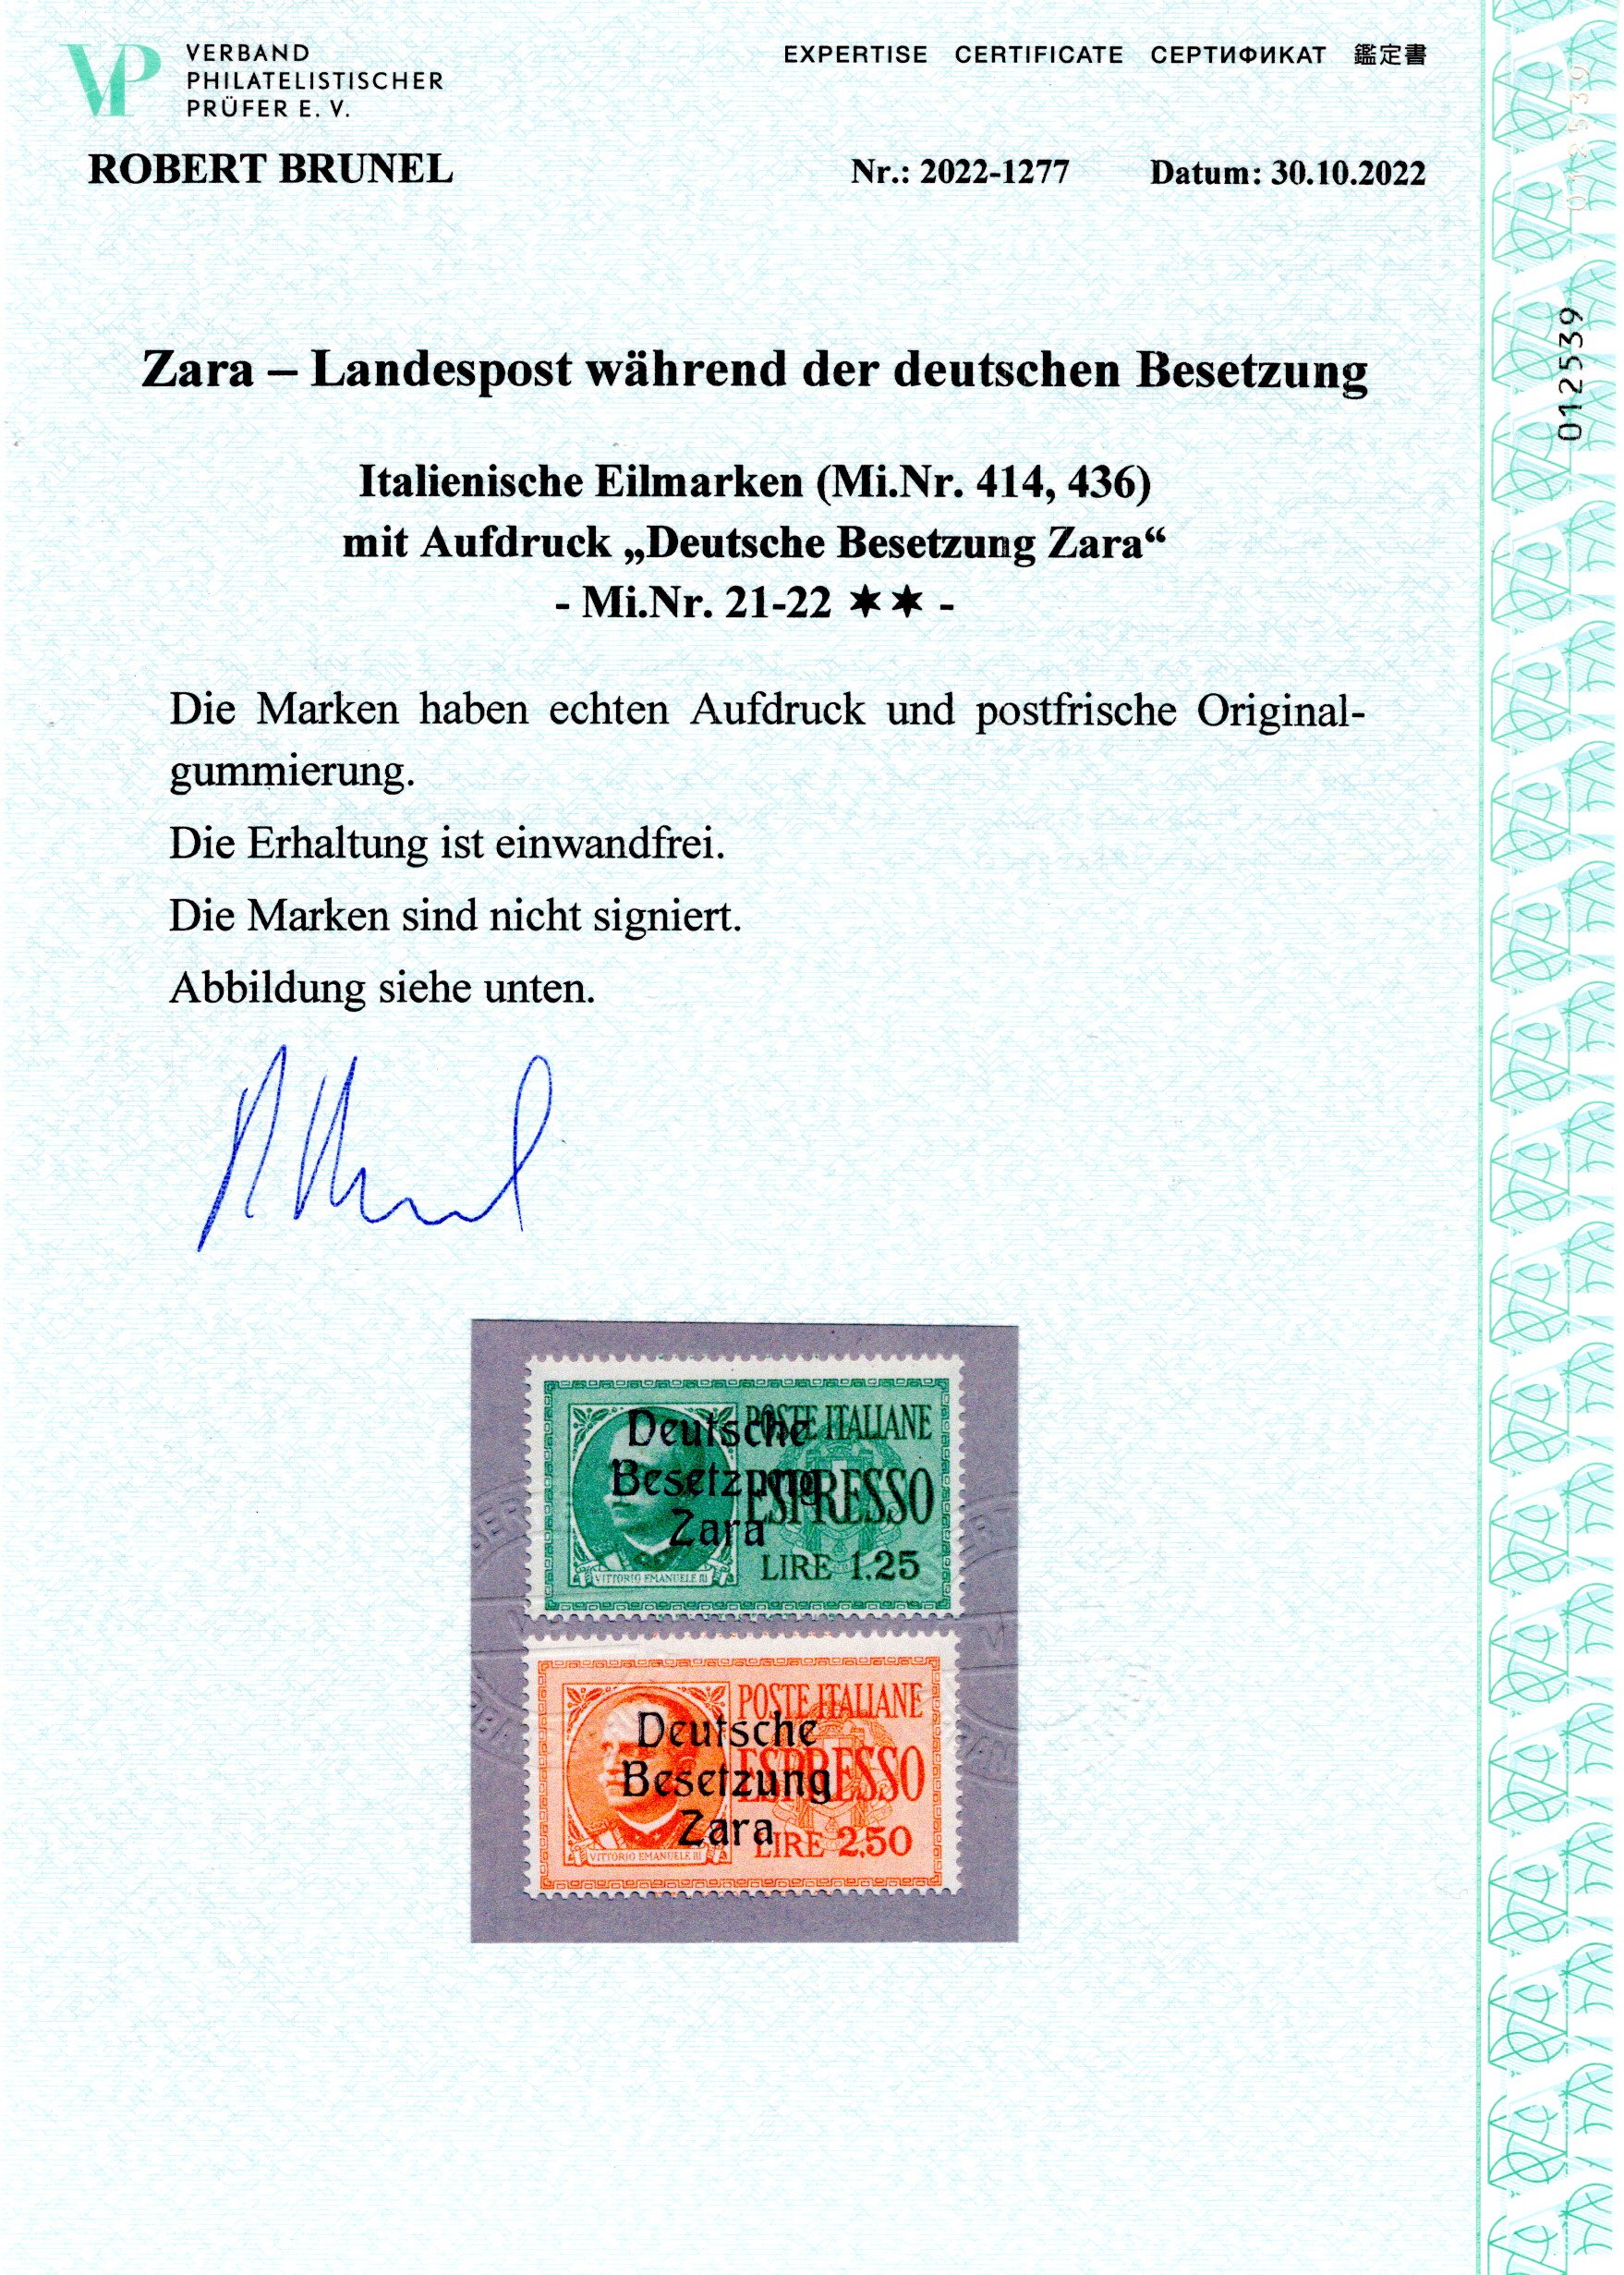 VP VERBAND
PHILATELISTISCHER
PRÜFER E. V.
EXPERTISE CERTIFICATE СЕРТИФИКАТ 鑑定書
ROBERT BRUNEL
Nr.: 2022-1277 Datum: 30.10.2022
012539
012539
Zara – Landespost während der deutschen Besetzung
Italienische Eilmarken (Mi.Nr. 414, 436)
mit Aufdruck „Deutsche Besetzung Zara“
- Mi.Nr. 21-22 ✶✶ -
Die Marken haben echten Aufdruck und postfrische Original-
gummierung.
Die Erhaltung ist einwandfrei.
Die Marken sind nicht signiert.
Abbildung siehe unten.
POSTE ITALIANE
ESPRESSO
LIRE 1.25
VITTORIO EMANUELE III
Deutsche
Besetzung
Zara
POSTE ITALIANE
ESPRESSO
LIRE 2,50
VITTORIO EMANUELE III
Deutsche
Besetzung
Zara